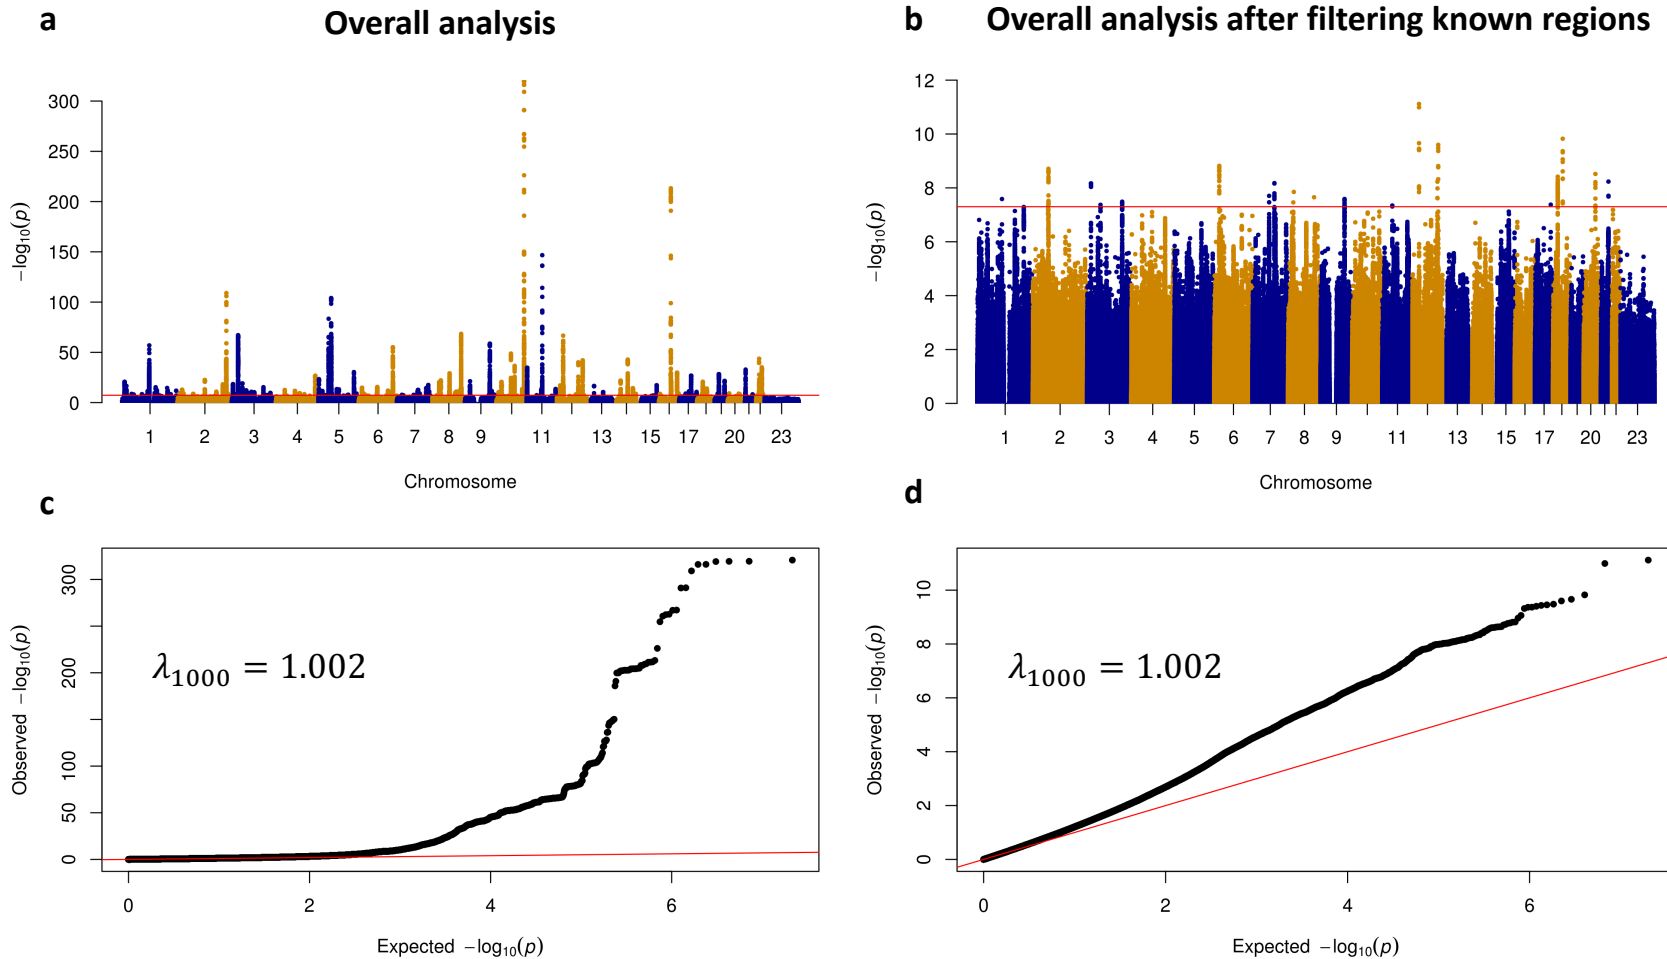 a
Overall analysis
300
250
200
150
100
50
0
−log10(p)
1 2 3 4 5 6 7 8 9 11 13 15 17 20 23
Chromosome
b
Overall analysis after filtering known regions
12
10
8
6
4
2
0
−log10(p)
1 2 3 4 5 6 7 8 9 11 13 15 17 20 23
Chromosome
c
300
200
100
50
0
Observed −log10(p)
λ1000 = 1.002
0 2 4 6
Expected −log10(p)
d
10
8
6
4
2
0
Observed −log10(p)
λ1000 = 1.002
0 2 4 6
Expected −log10(p)